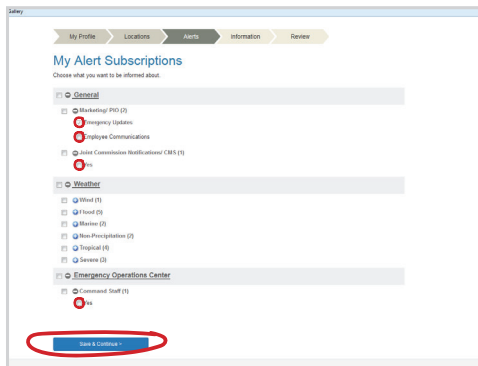 Gallery
My Profile Locations Alerts Information Review
My Alert Subscriptions
Choose what you want to be informed about.
General
Marketing/ PIO (2)
Emergency Updates
Employee Communications
Joint Commission Notifications/ CMS (1)
Yes
Weather
Wind (1)
Flood (5)
Marine (2)
Non-Precipitation (2)
Tropical (4)
Severe (3)
Emergency Operations Center
Command Staff (1)
Yes
Save & Continue >